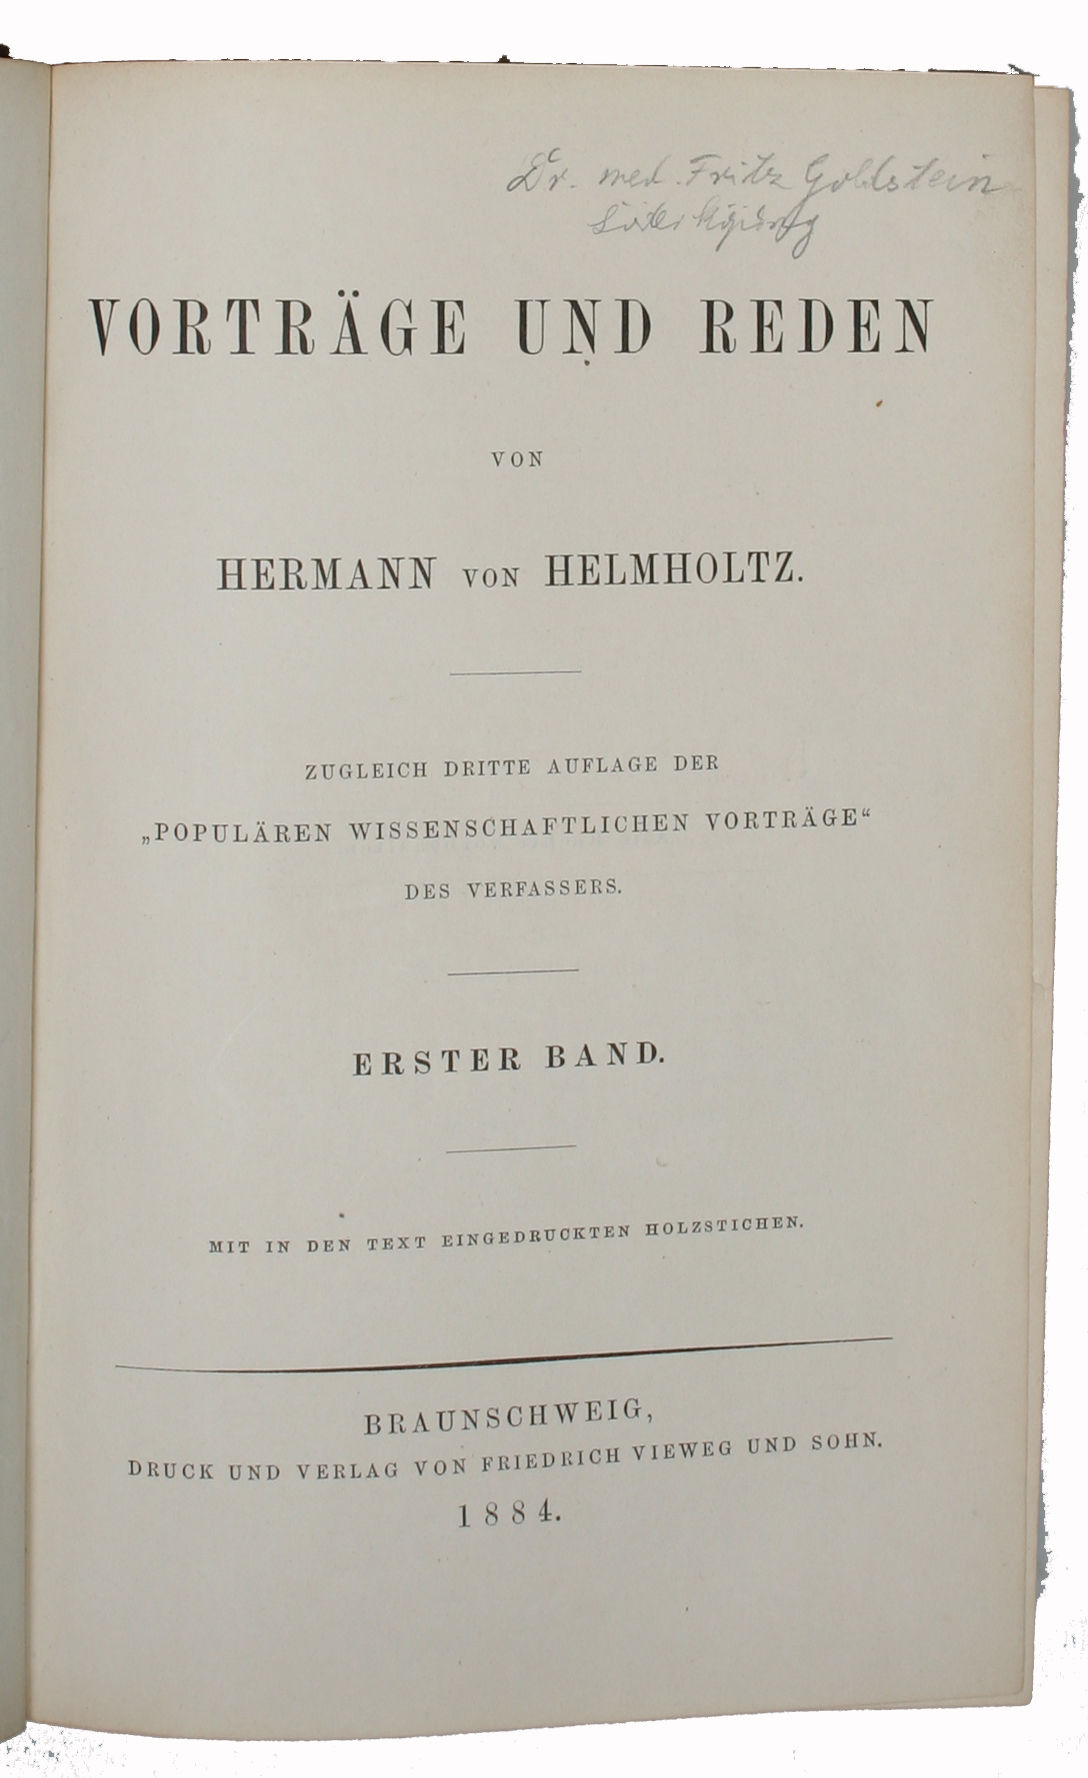 Dr. med. Fritz Goldstein
VORTRÄGE UND REDEN
VON
HERMANN VON HELMHOLTZ.
ZUGLEICH DRITTE AUFLAGE DER
„POPULÄREN WISSENSCHAFTLICHEN VORTRÄGE“
DES VERFASSERS.
ERSTER BAND.
MIT IN DEN TEXT EINGEDRUCKTEN HOLZSTICHEN.
BRAUNSCHWEIG,
DRUCK UND VERLAG VON FRIEDRICH VIEWEG UND SOHN.
1884.